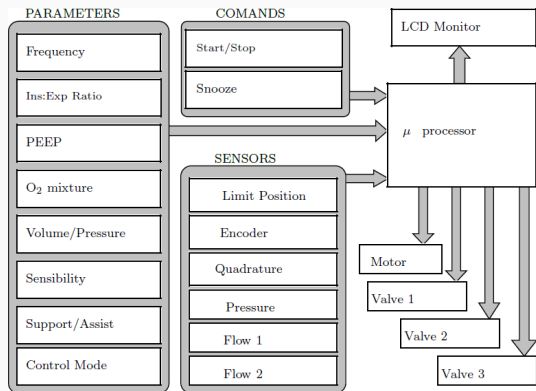 PARAMETERS
Frequency
Ins:Exp Ratio
PEEP
O₂ mixture
Volume/Pressure
Sensibility
Support/Assist
Control Mode
COMANDS
Start/Stop
Snooze
SENSORS
Limit Position
Encoder
Quadrature
Pressure
Flow 1
Flow 2
LCD Monitor
μ processor
Motor
Valve 1
Valve 2
Valve 3